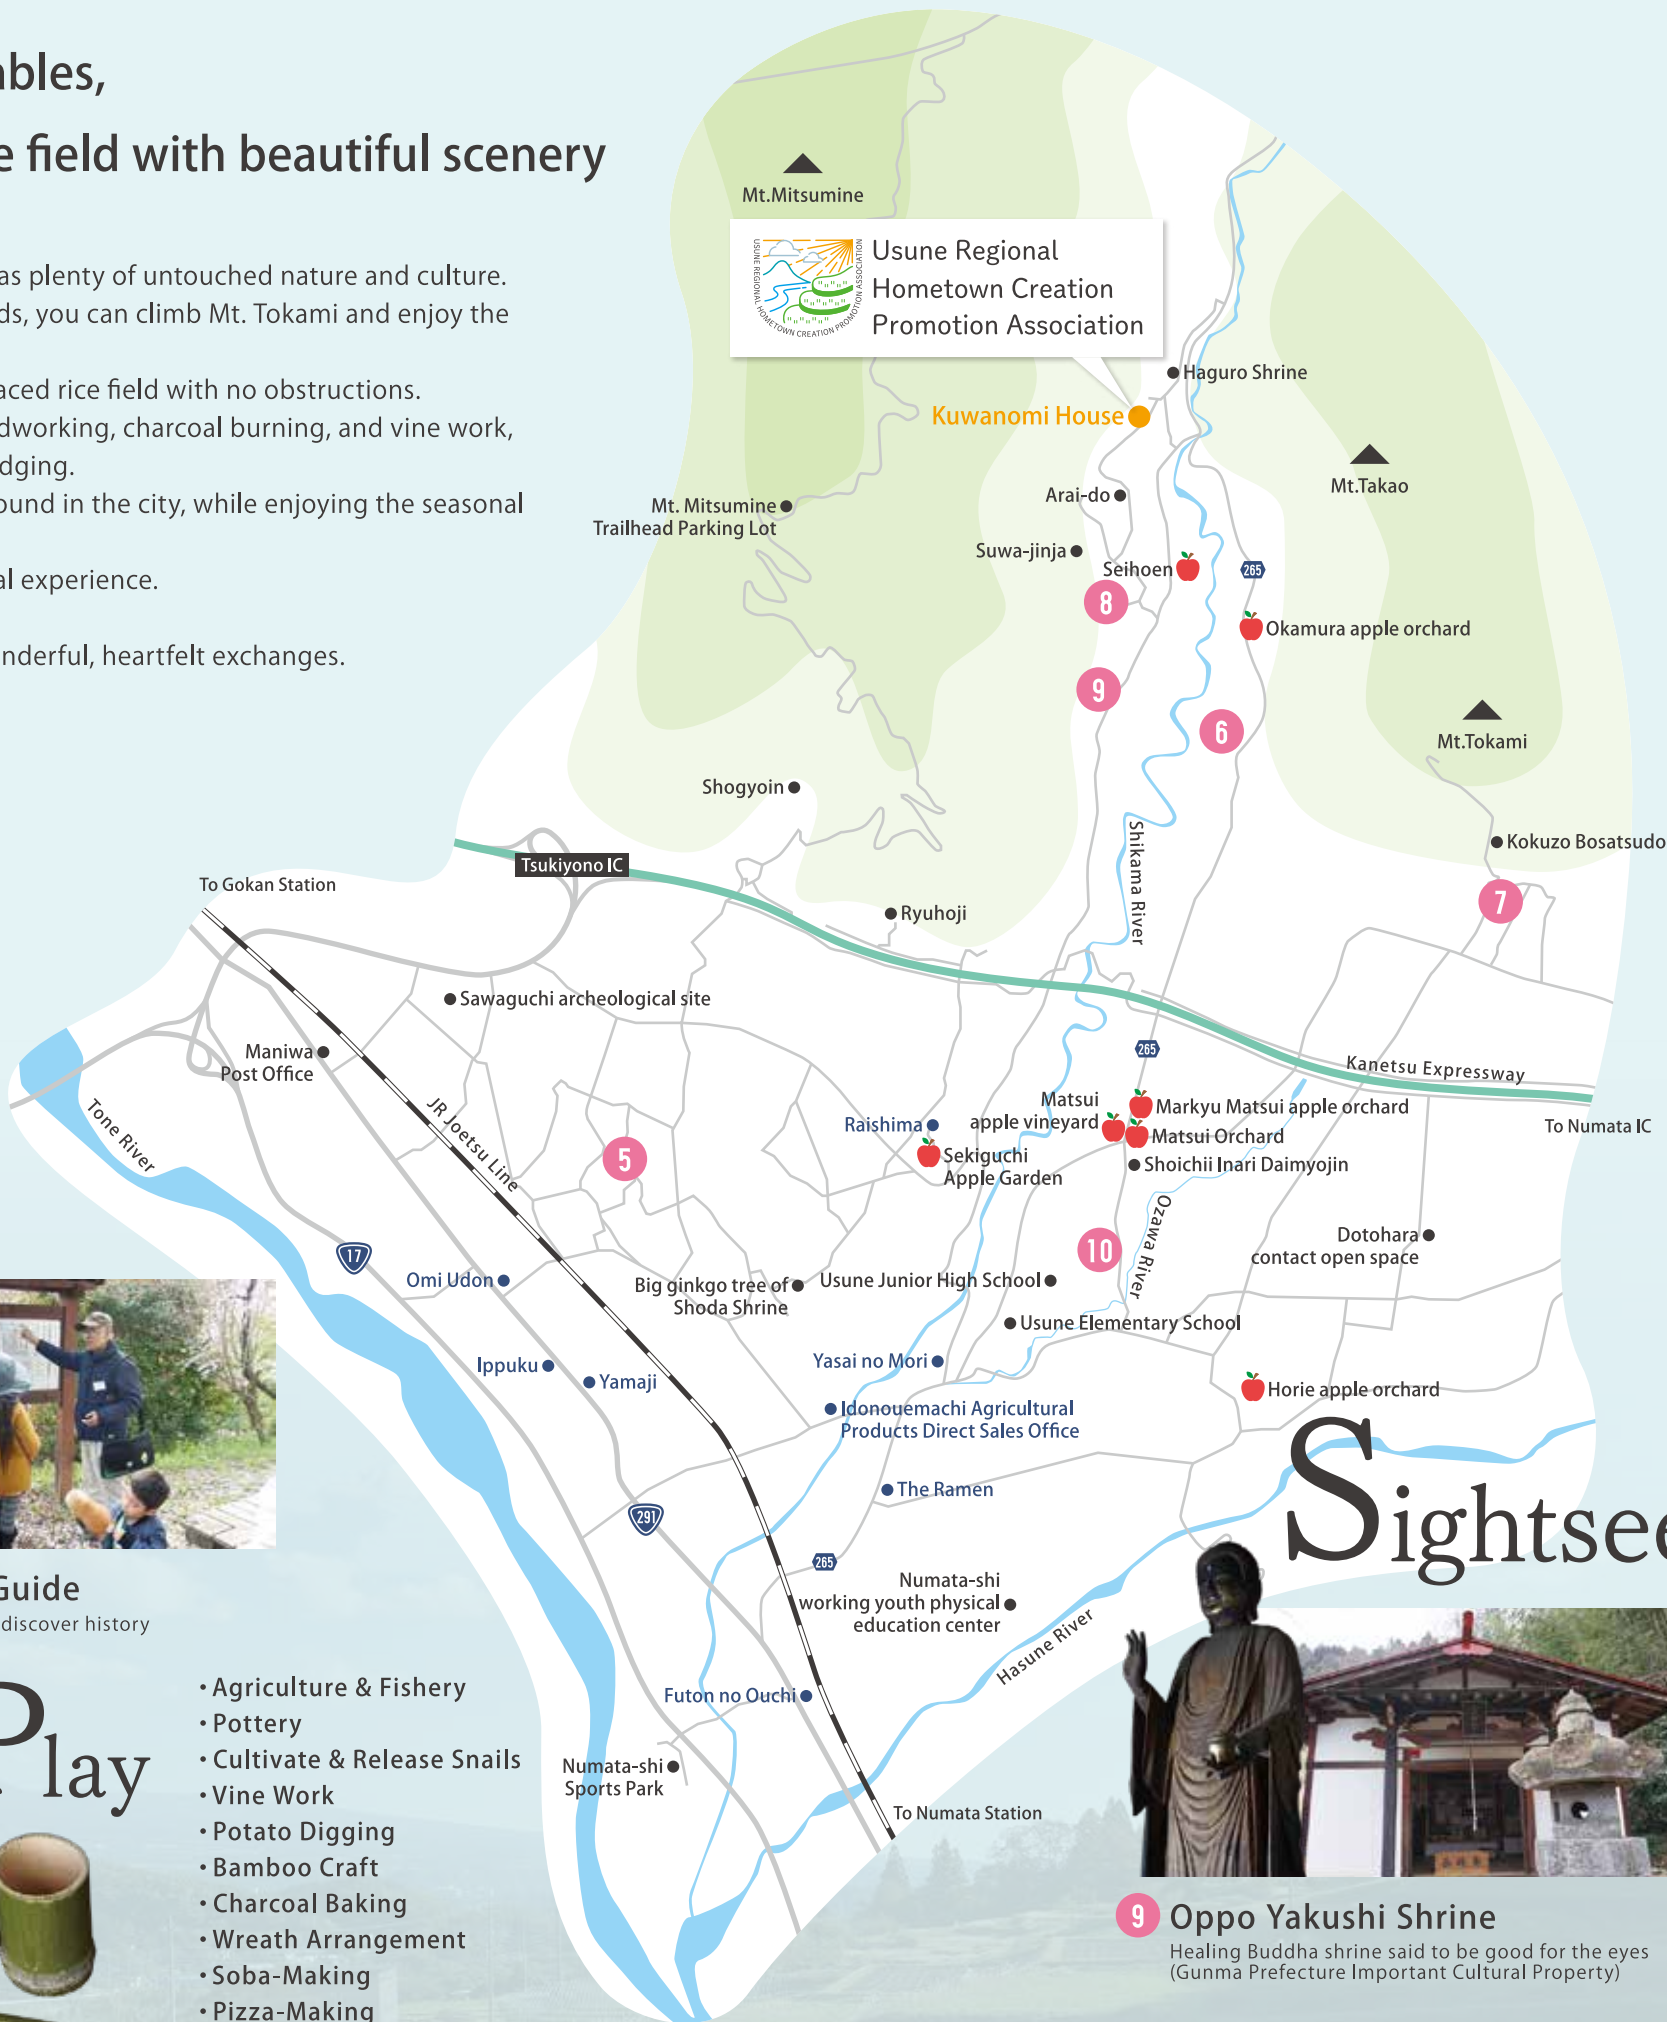 ables,
e field with beautiful scenery
as plenty of untouched nature and culture.
ds, you can climb Mt. Tokami and enjoy the
aced rice field with no obstructions.
dworking, charcoal burning, and vine work,
dging.
ound in the city, while enjoying the seasonal
al experience.
nderful, heartfelt exchanges.
Mt.Mitsumine
USUNE REGIONAL HOMETOWN CREATION PROMOTION ASSOCIATION
Usune Regional
Hometown Creation
Promotion Association
Haguro Shrine
Kuwanomi House
Mt.Takao
Arai-do
Mt. Mitsumine
Trailhead Parking Lot
Suwa-jinja
Seihoen
265
8
Okamura apple orchard
9
6
Mt.Tokami
Shogyoin
Shikama River
Kokuzo Bosatsudo
Tsukiyono IC
To Gokan Station
7
Ryuhoji
Sawaguchi archeological site
Maniwa
Post Office
265
Kanetsu Expressway
Tone River
JR Joetsu Line
Matsui
apple vineyard
Markyu Matsui apple orchard
Raishima
To Numata IC
Matsui Orchard
5
Sekiguchi
Apple Garden
Shoichii Inari Daimyojin
Ozawa River
10
Dotohara
contact open space
17
Omi Udon
Big ginkgo tree of
Shoda Shrine
Usune Junior High School
Usune Elementary School
Ippuku
Yamaji
Yasai no Mori
Horie apple orchard
Idonouemachi Agricultural
Products Direct Sales Office
The Ramen
291
265
Sightsee
Numata-shi
working youth physical
education center
Hasune River
Guide
discover history
Futon no Ouchi
Numata-shi
Sports Park
To Numata Station
Play
・Agriculture & Fishery
・Pottery
・Cultivate & Release Snails
・Vine Work
・Potato Digging
・Bamboo Craft
・Charcoal Baking
・Wreath Arrangement
・Soba-Making
・Pizza-Making
9 Oppo Yakushi Shrine
Healing Buddha shrine said to be good for the eyes
(Gunma Prefecture Important Cultural Property)